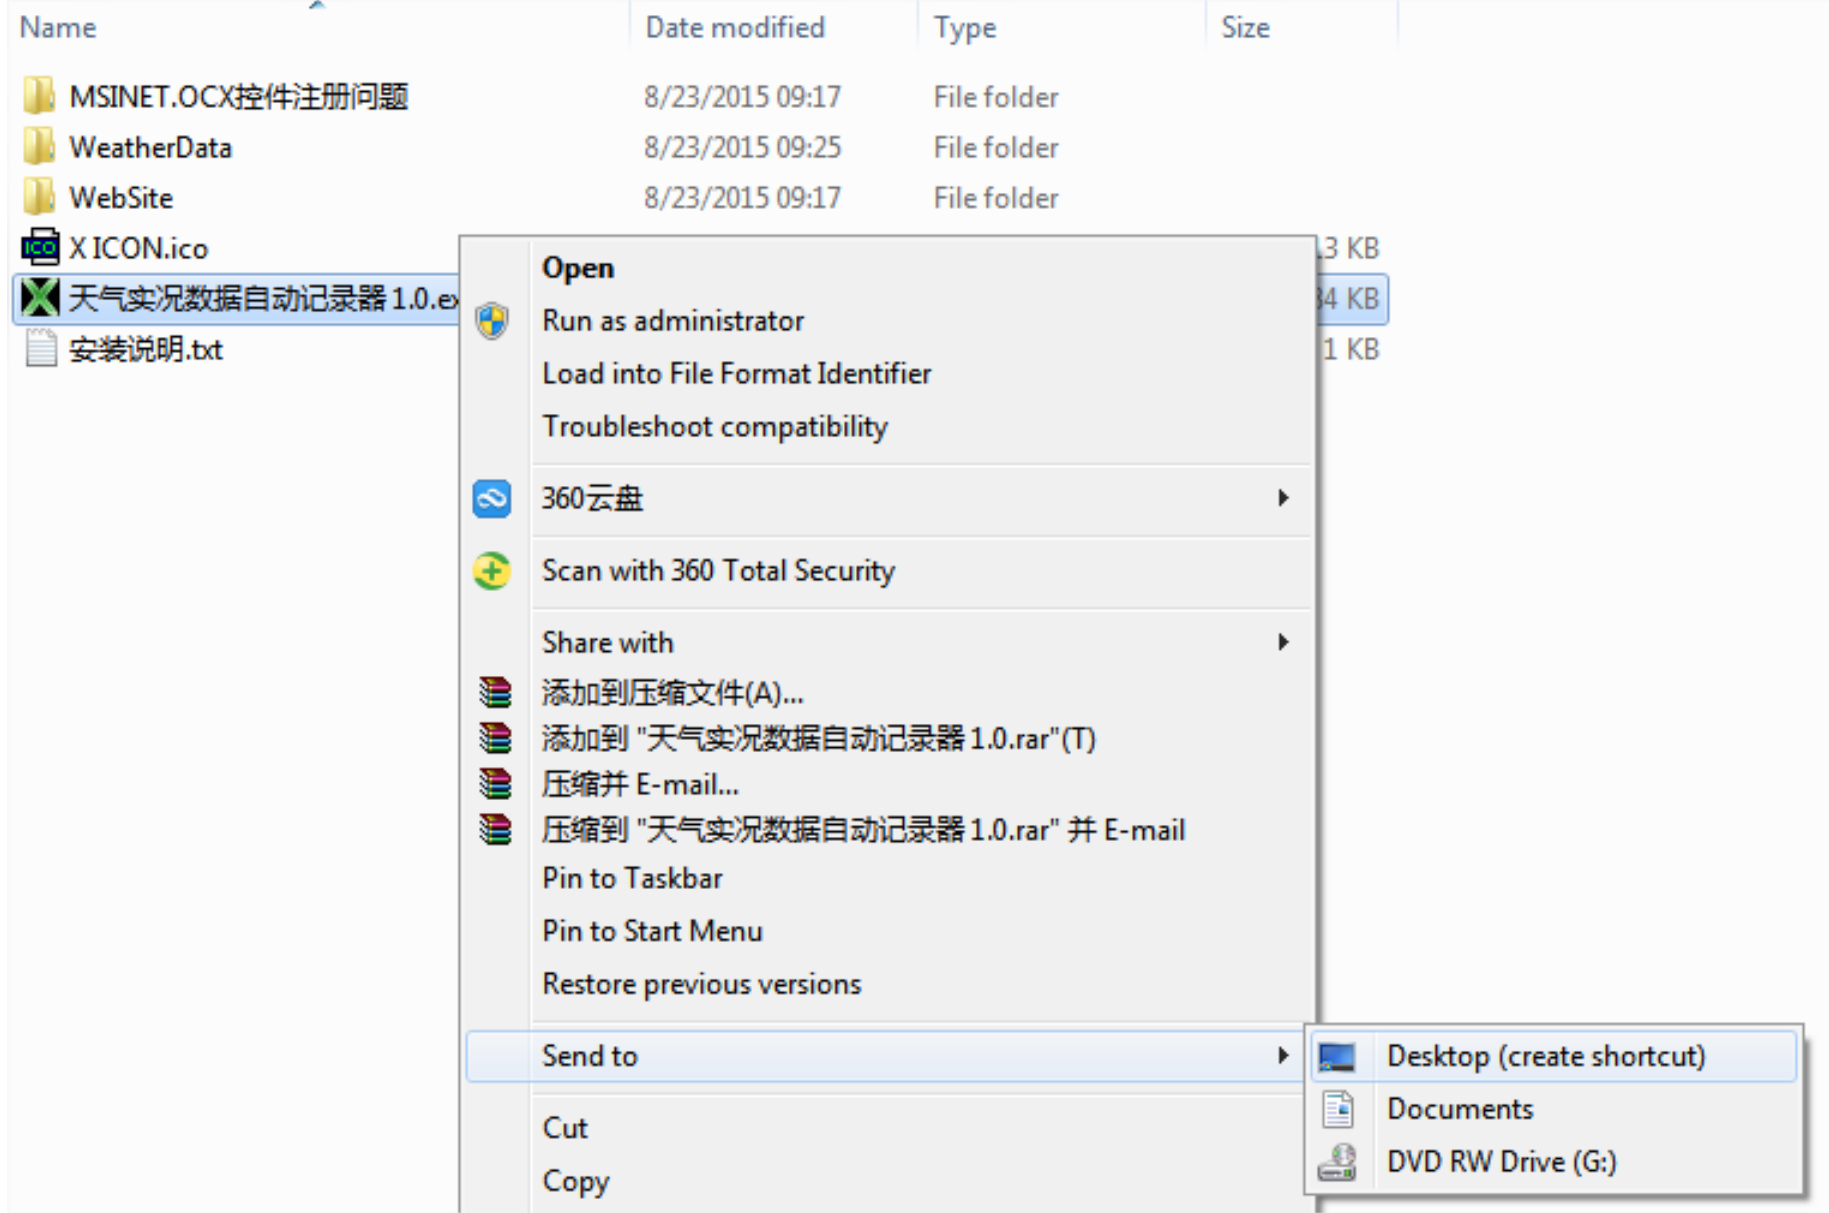 Name Date modified Type Size
MSINET.OCX控件注册问题 8/23/2015 09:17 File folder
WeatherData 8/23/2015 09:25 File folder
WebSite 8/23/2015 09:17 File folder
X ICON.ico 3 KB
天气实况数据自动记录器 1.0.ex 34 KB
安装说明.txt 1 KB
Open
Run as administrator
Load into File Format Identifier
Troubleshoot compatibility
360云盘
Scan with 360 Total Security
Share with
添加到压缩文件(A)...
添加到 "天气实况数据自动记录器 1.0.rar"(T)
压缩并 E-mail...
压缩到 "天气实况数据自动记录器 1.0.rar" 并 E-mail
Pin to Taskbar
Pin to Start Menu
Restore previous versions
Send to
Cut
Copy
Desktop (create shortcut)
Documents
DVD RW Drive (G:)